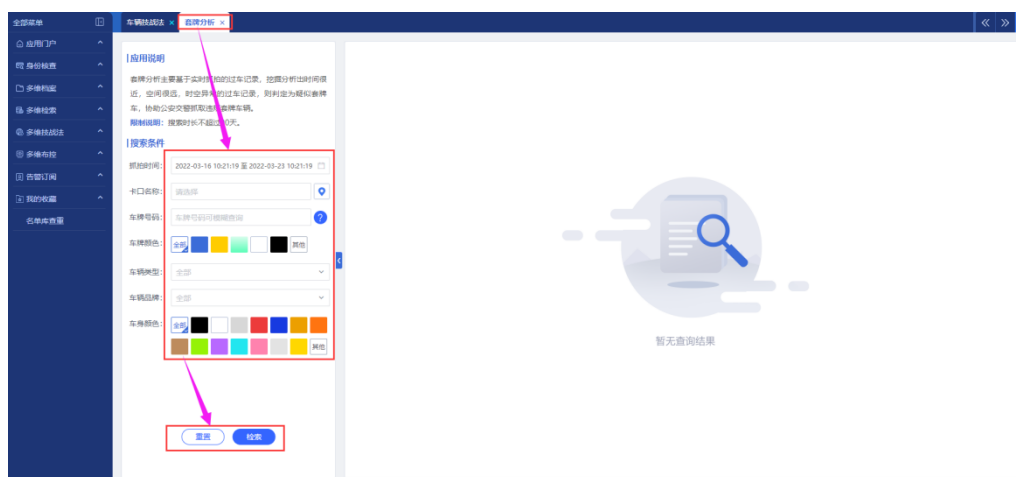 全部菜单
车辆技战法 ×
套牌分析 ×
应用门户
身份核查
多维档案
多维检索
多维技战法
多维布控
告警订阅
我的收藏
名单库查重
应用说明
套牌分析主要基于实时抓拍的过车记录，挖掘分析出时间很
近，空间很远，时空异常的过车记录，则判定为疑似套牌
车，协助公安交警抓取违法套牌车辆。
限制说明：搜索时长不超过30天。
搜索条件
抓拍时间： 2022-03-16 10:21:19 至 2022-03-23 10:21:19
卡口名称： 请选择
车牌号码： 车牌号码可模糊查询 ?
车牌颜色： 全部 其他
车辆类型： 全部
车辆品牌： 全部
车身颜色： 全部
其他
重置 检索
暂无查询结果